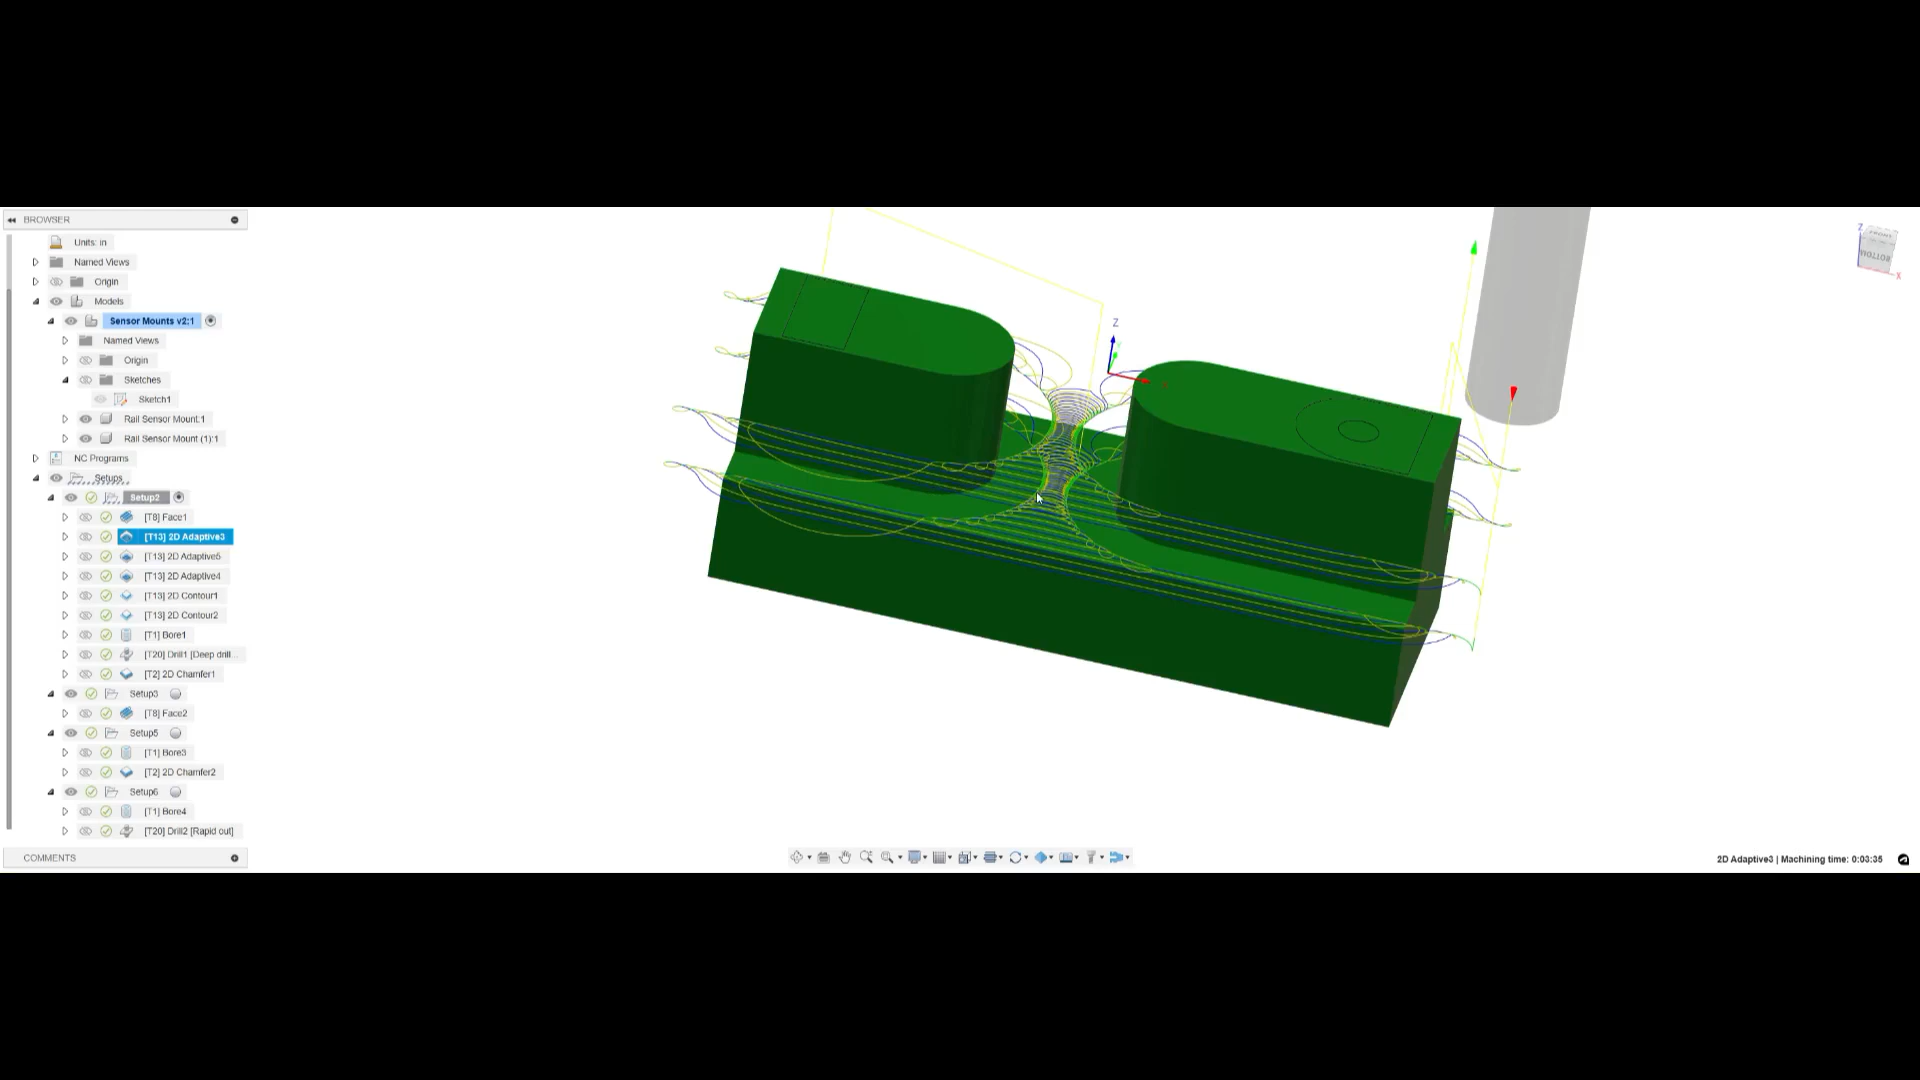 BROWSER
Units: in
Named Views
Origin
Models
Sensor Mounts v2:1
Named Views
Origin
Sketches
Sketch1
Rail Sensor Mount:1
Rail Sensor Mount (1):1
NC Programs
Setups
Setup2
[T8] Face1
[T13] 2D Adaptive3
[T13] 2D Adaptive5
[T13] 2D Adaptive4
[T13] 2D Contour1
[T13] 2D Contour2
[T1] Bore1
[T20] Drill1 [Deep drill...
[T2] 2D Chamfer1
Setup3
[T8] Face2
Setup5
[T1] Bore3
[T2] 2D Chamfer2
Setup6
[T1] Bore4
[T20] Drill2 [Rapid out]
COMMENTS
Z
Z
FRONT
BOTTOM
X
2D Adaptive3 | Machining time: 0:03:35